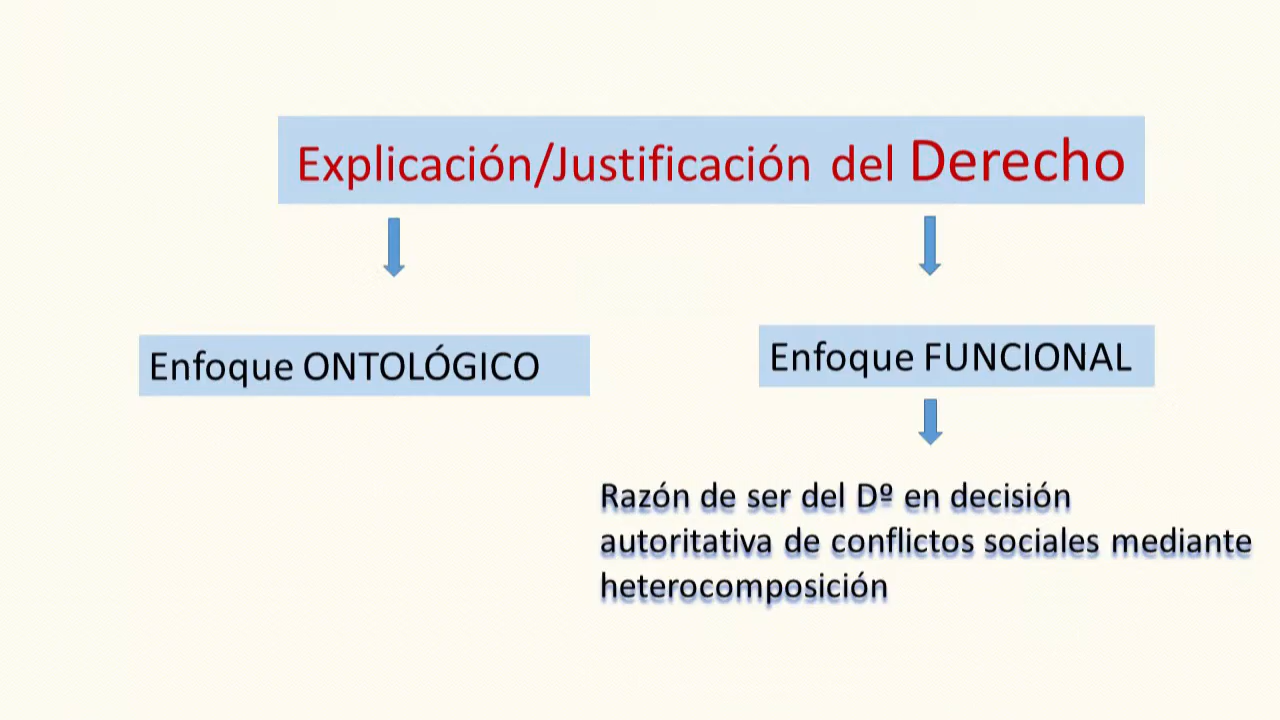 Explicación/Justificación del Derecho
Enfoque ONTOLÓGICO
Enfoque FUNCIONAL
Razón de ser del Dº en decisión
autoritativa de conflictos sociales mediante
heterocomposición